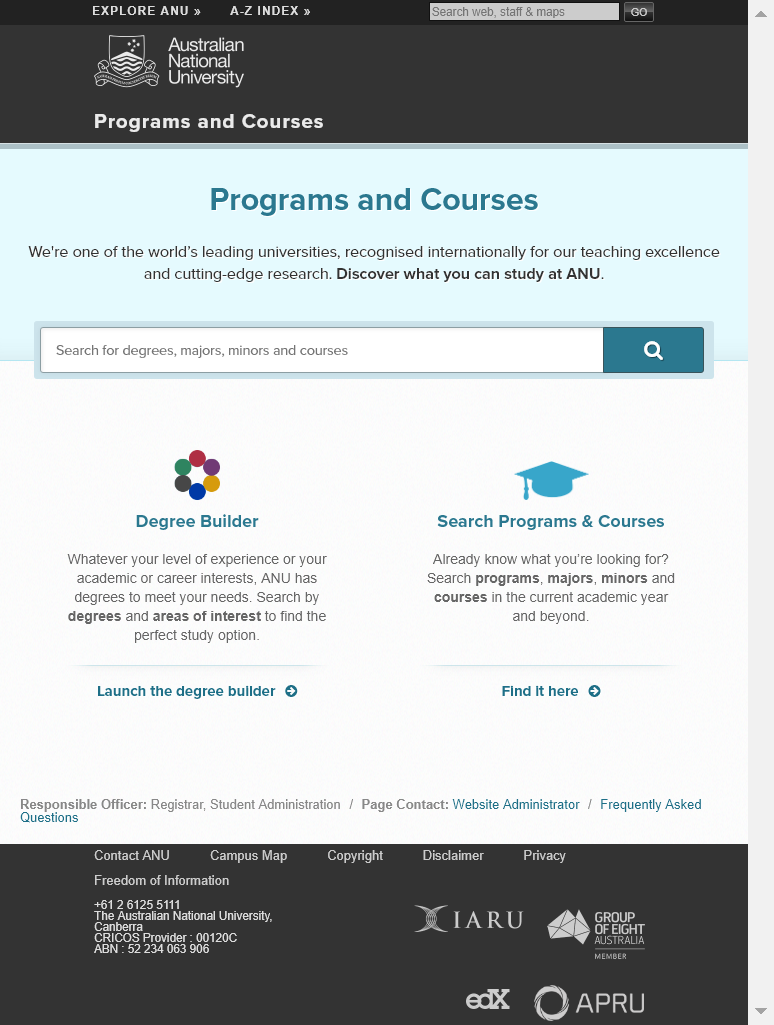 EXPLORE ANU » A-Z INDEX » Search web, staff & maps GO
Australian
National
University
Programs and Courses
Programs and Courses
We're one of the world’s leading universities, recognised internationally for our teaching excellence
and cutting-edge research. Discover what you can study at ANU.
Search for degrees, majors, minors and courses
Degree Builder
Whatever your level of experience or your
academic or career interests, ANU has
degrees to meet your needs. Search by
degrees and areas of interest to find the
perfect study option.
Launch the degree builder
Search Programs & Courses
Already know what you’re looking for?
Search programs, majors, minors and
courses in the current academic year
and beyond.
Find it here
Responsible Officer: Registrar, Student Administration / Page Contact: Website Administrator / Frequently Asked
Questions
Contact ANU Campus Map Copyright Disclaimer Privacy
Freedom of Information
+61 2 6125 5111
The Australian National University,
Canberra
CRICOS Provider : 00120C
ABN : 52 234 063 906
IARU
GROUP
OF EIGHT
AUSTRALIA
MEMBER
edX
APRU